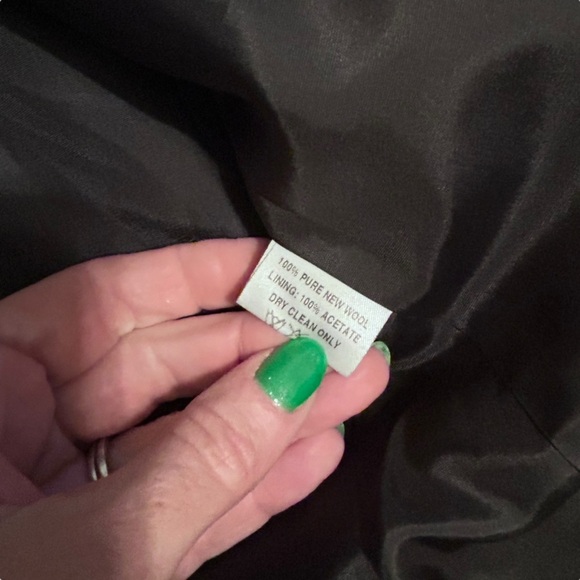 100% PURE NEW WOOL
LINING: 100% ACETATE
DRY CLEAN ONLY